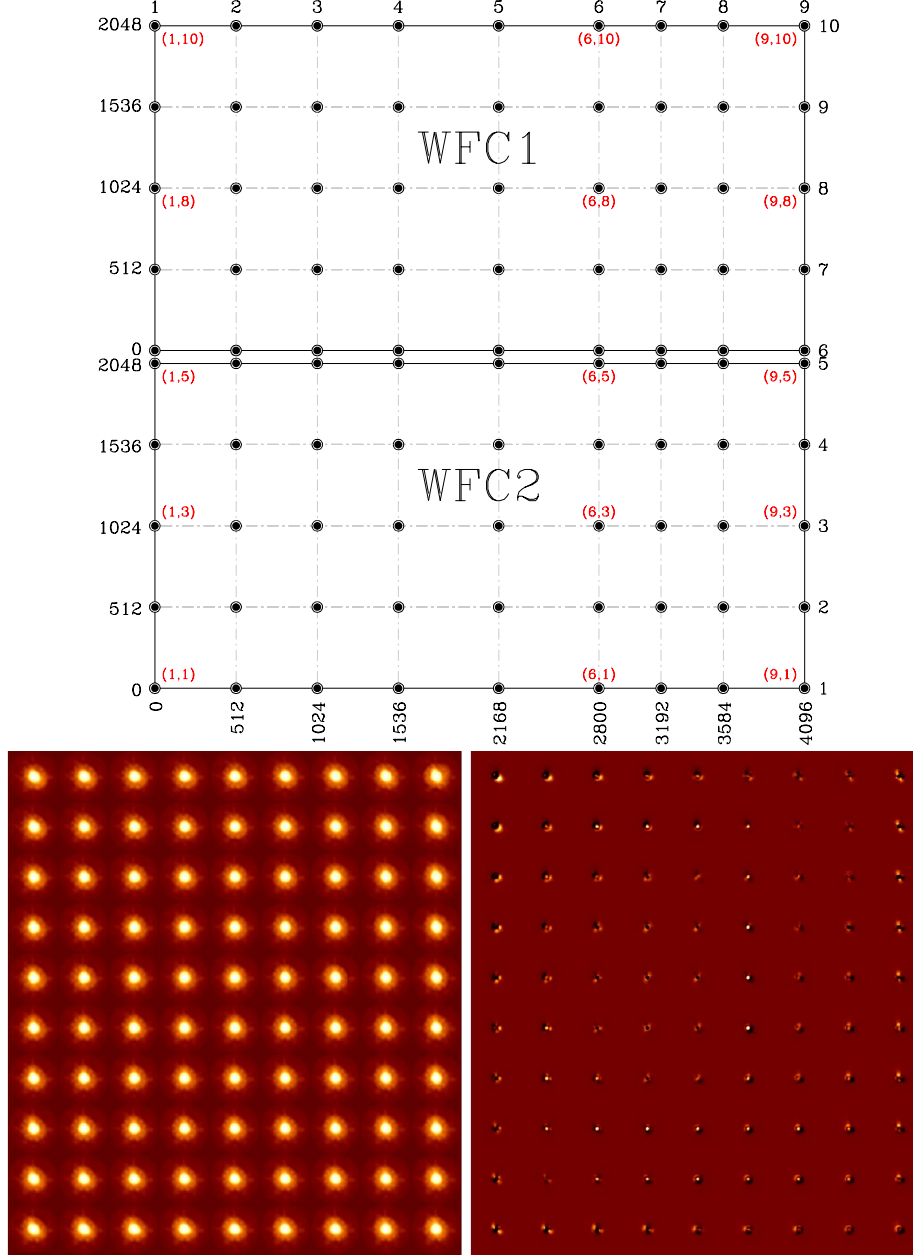 1 2 3 4 5 6 7 8 9
2048 10
(1,10) (6,10) (9,10)
1536 9
WFC1
1024 8
(1,8) (6,8) (9,8)
512 7
0 6
2048 5
(1,5) (6,5) (9,5)
1536 4
WFC2
(1,3) (6,3) (9,3)
1024 3
512 2
(1,1) (6,1) (9,1)
0 1
0 512 1024 1536 2168 2800 3192 3584 4096